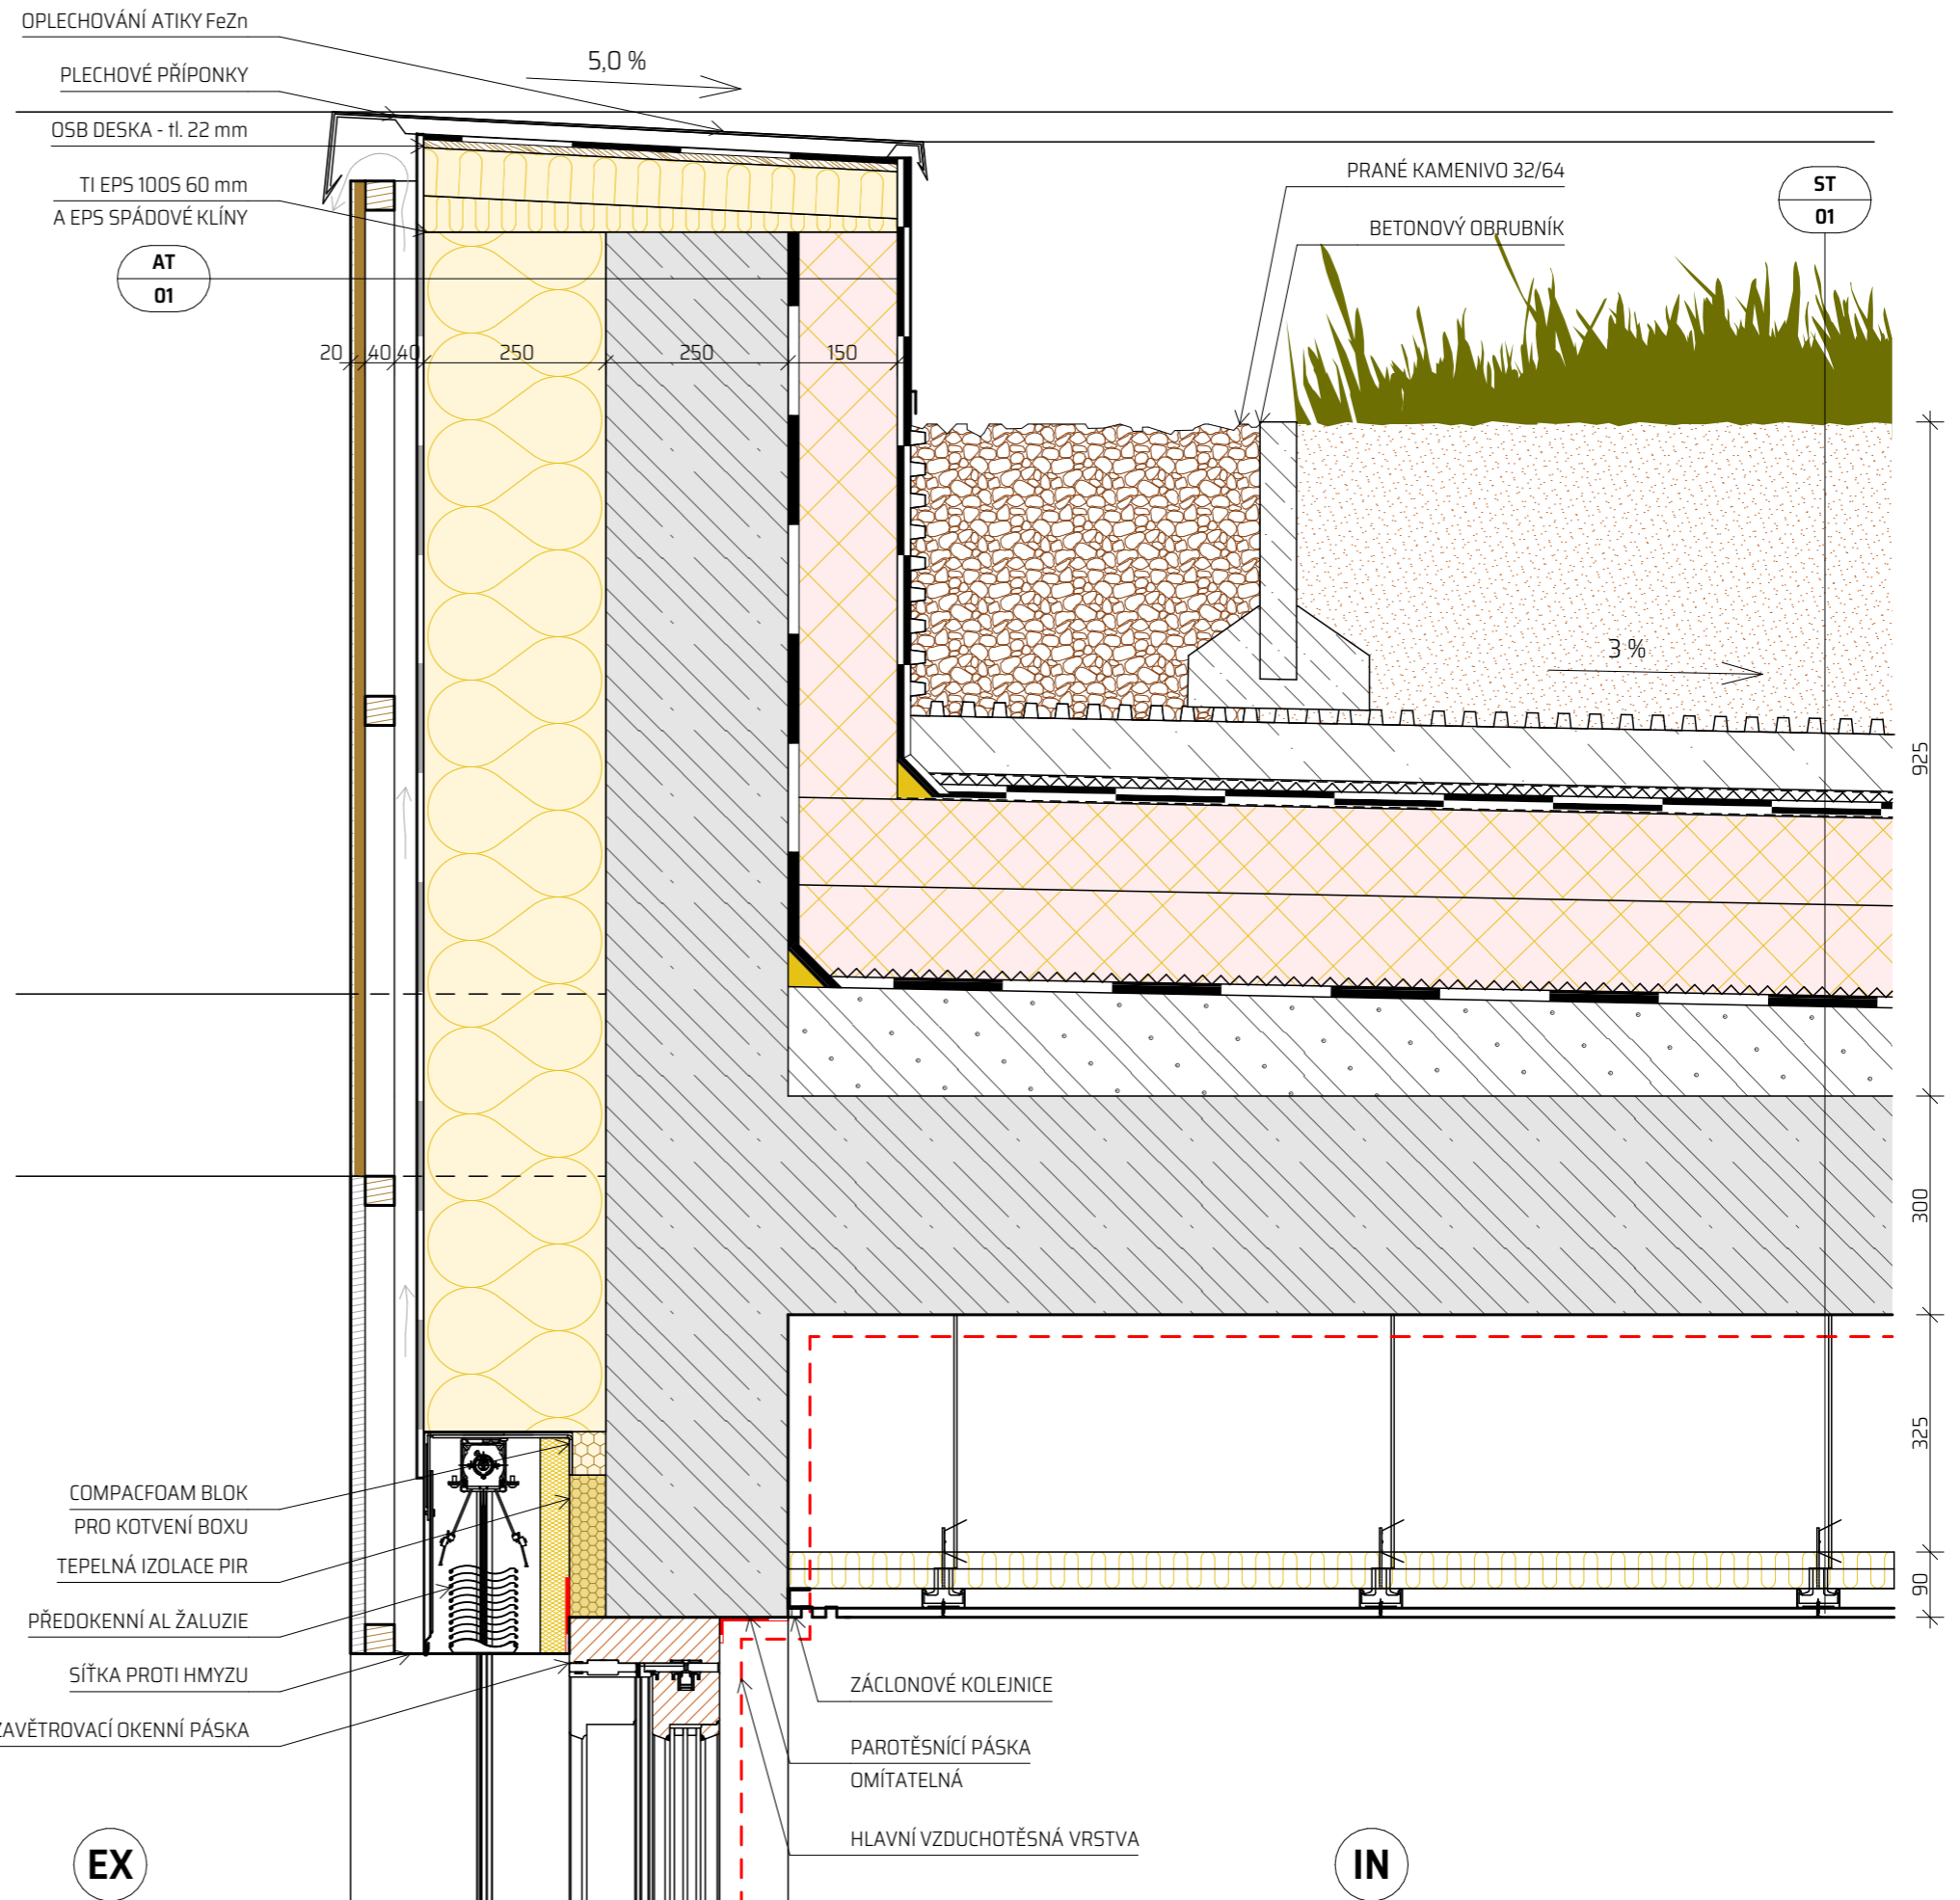 OPLECHOVÁNÍ ATIKY FeZn
5,0 %
PLECHOVÉ PŘÍPONKY
OSB DESKA - tl. 22 mm
TI EPS 100S 60 mm
A EPS SPÁDOVÉ KLÍNY
AT
01
PRANÉ KAMENIVO 32/64
BETONOVÝ OBRUBNÍK
ST
01
20 40 40 250 250 150
3 %
925
300
325
90
COMPACFOAM BLOK
PRO KOTVENÍ BOXU
TEPELNÁ IZOLACE PIR
PŘEDOKENNÍ AL ŽALUZIE
SÍŤKA PROTI HMYZU
ZAVĚTROVACÍ OKENNÍ PÁSKA
ZÁCLONOVÉ KOLEJNICE
PAROTĚSNÍCÍ PÁSKA
OMÍTATELNÁ
HLAVNÍ VZDUCHOTĚSNÁ VRSTVA
EX
IN